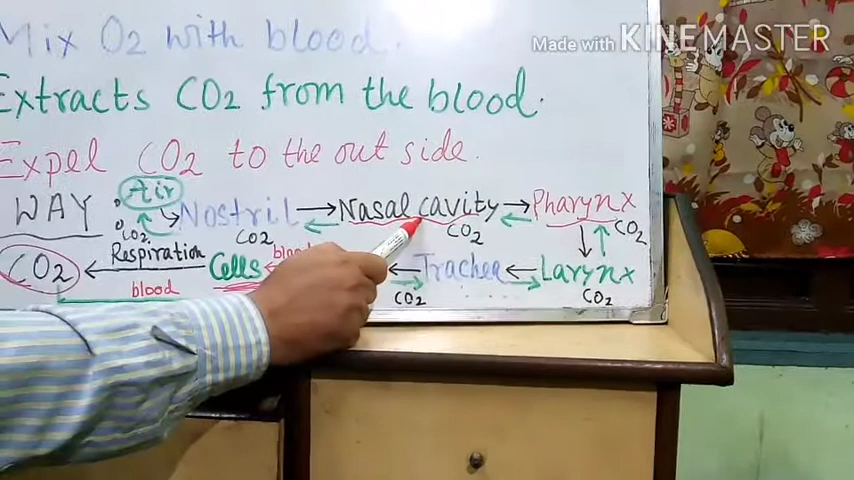 Mix O2 with blood.
Made With KINEMASTER
Extracts CO2 from the blood.
Expel CO2 to the out side.
WAY Air → Nostril → Nasal cavity → Pharynx
CO2 CO2 CO2 CO2
CO2 ← Respiration Cells ← blood ← Trachea ← Larynx
blood CO2 CO2